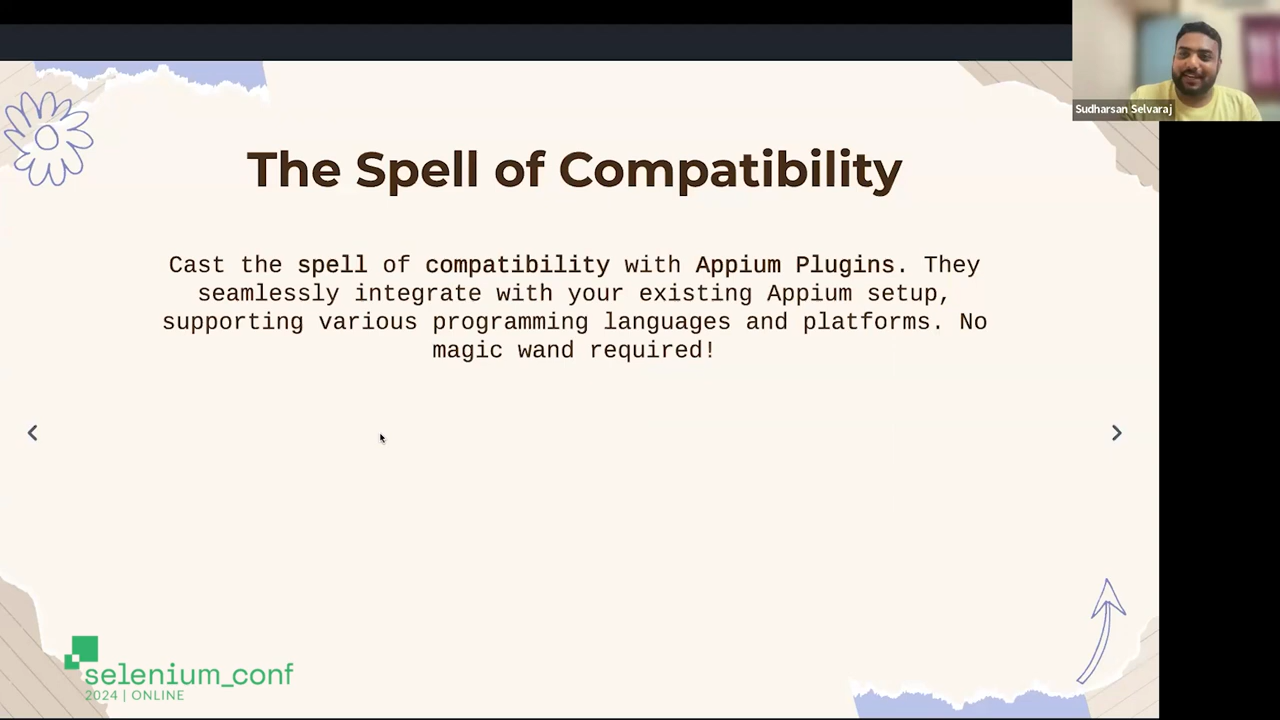 Sudharsan Selvaraj
The Spell of Compatibility
Cast the spell of compatibility with Appium Plugins. They
seamlessly integrate with your existing Appium setup,
supporting various programming languages and platforms. No
magic wand required!
selenium_conf
2024 | ONLINE